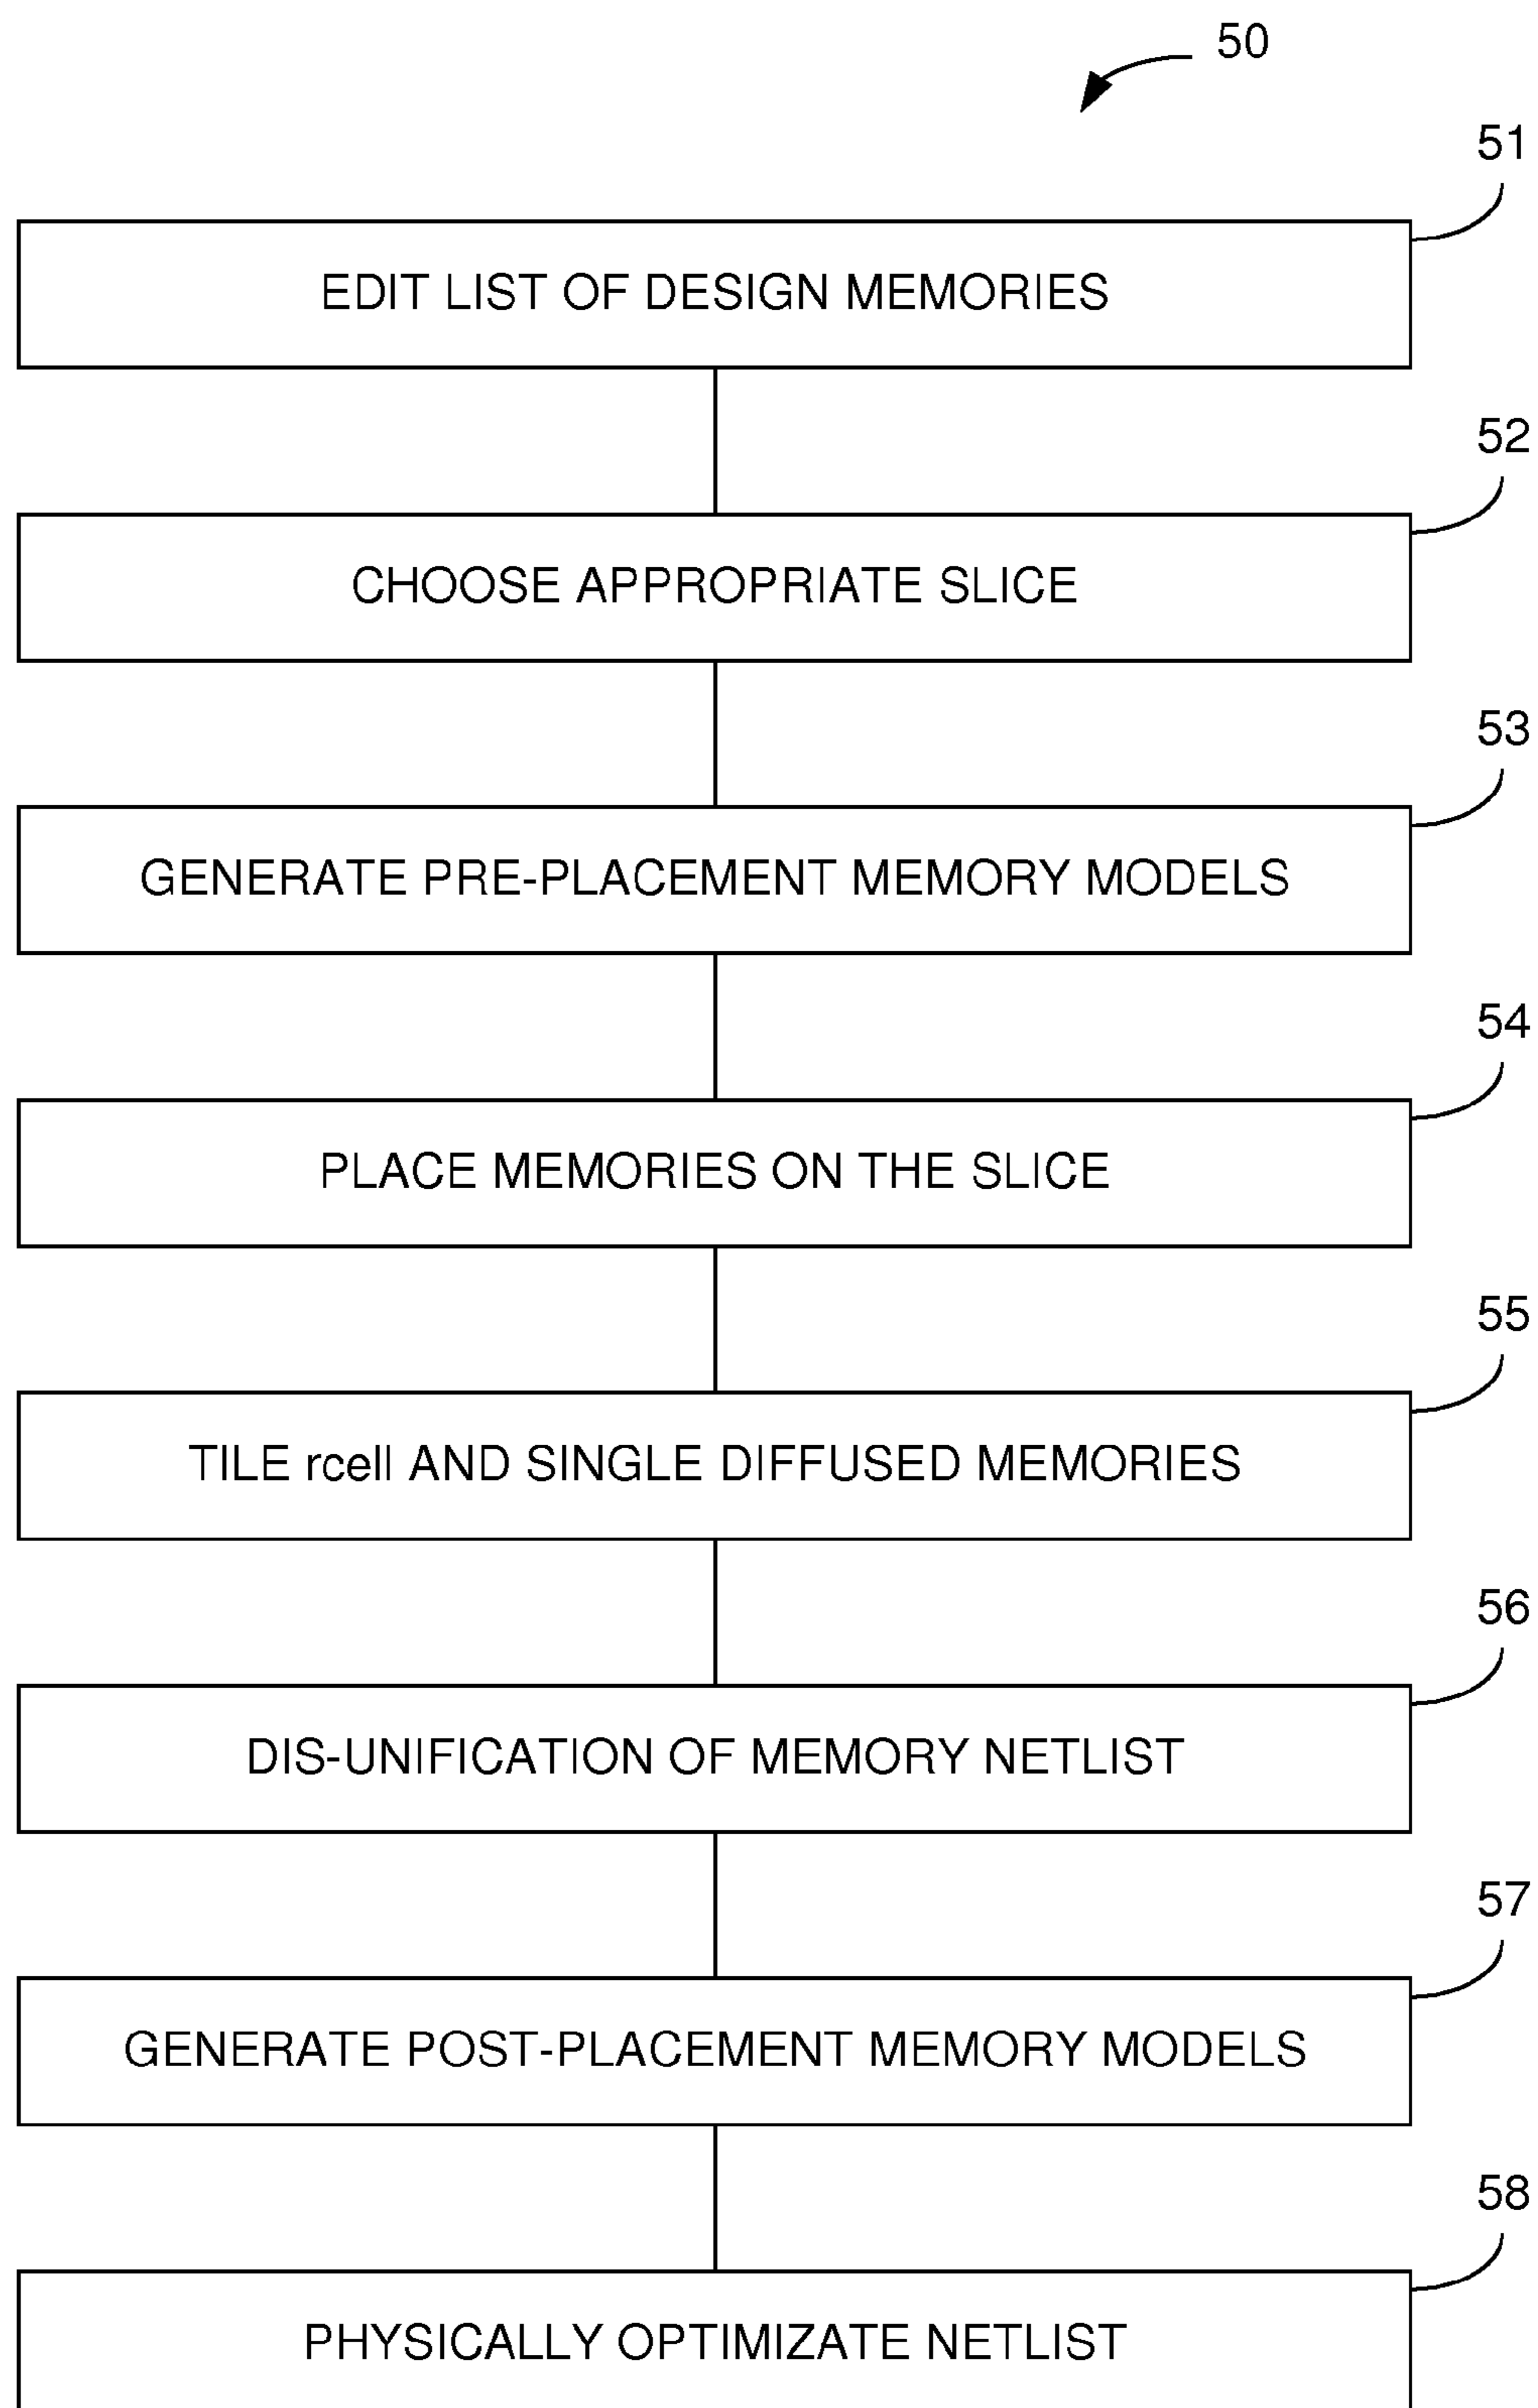 50
51
EDIT LIST OF DESIGN MEMORIES
52
CHOOSE APPROPRIATE SLICE
53
GENERATE PRE-PLACEMENT MEMORY MODELS
54
PLACE MEMORIES ON THE SLICE
55
TILE rcell AND SINGLE DIFFUSED MEMORIES
56
DIS-UNIFICATION OF MEMORY NETLIST
57
GENERATE POST-PLACEMENT MEMORY MODELS
58
PHYSICALLY OPTIMIZATE NETLIST